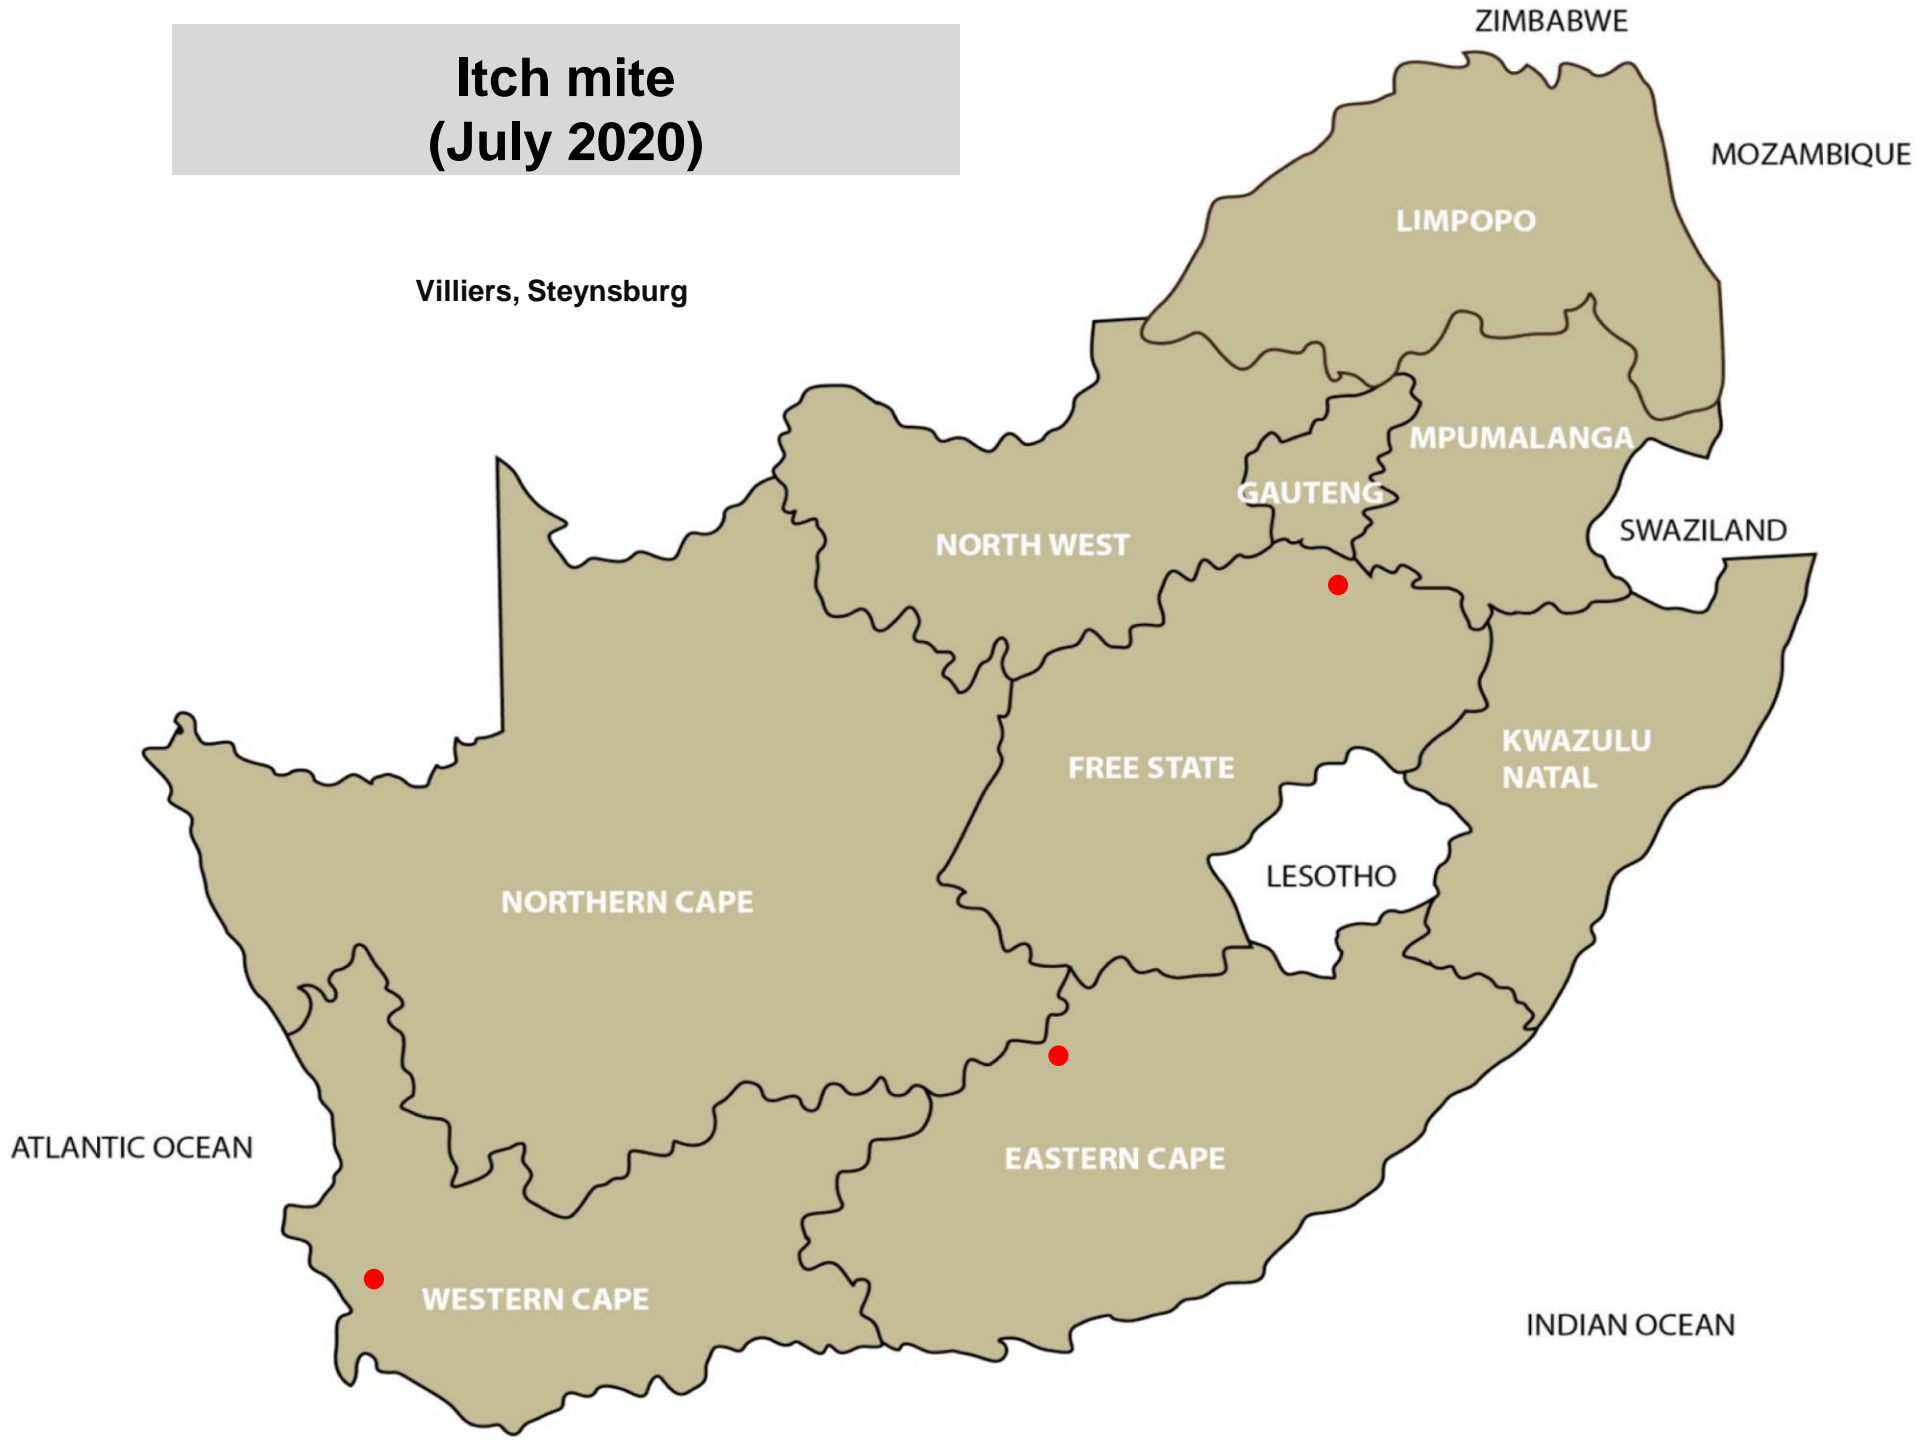 ZIMBABWE
Itch mite
(July 2020)
MOZAMBIQUE
LIMPOPO
Villiers, Steynsburg
MPUMALANGA
GAUTENG
SWAZILAND
NORTH WEST
KWAZULU
NATAL
FREE STATE
LESOTHO
NORTHERN CAPE
ATLANTIC OCEAN
EASTERN CAPE
WESTERN CAPE
INDIAN OCEAN